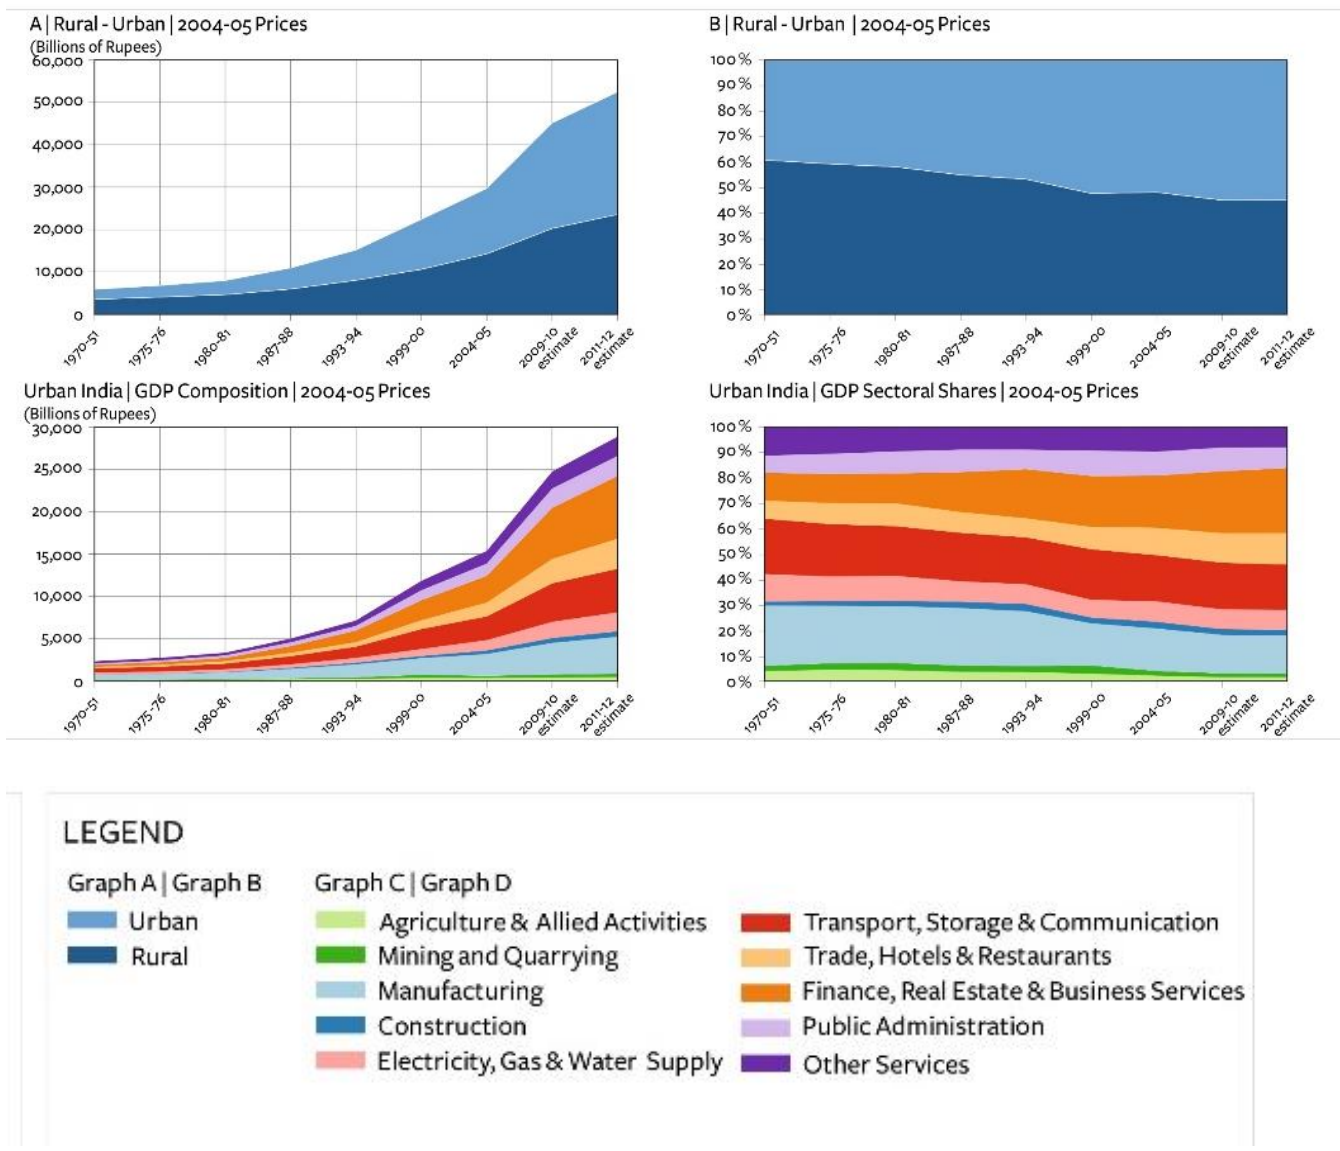 A | Rural - Urban | 2004-05 Prices
(Billions of Rupees)
60,000
50,000
40,000
30,000
20,000
10,000
0
1970-51
1975-76
1980-81
1987-88
1993-94
1999-00
2004-05
2009-10 estimate
2011-12 estimate
B | Rural - Urban | 2004-05 Prices
100%
90%
80%
70%
60%
50%
40%
30%
20%
10%
0%
1970-51
1975-76
1980-81
1987-88
1993-94
1999-00
2004-05
2009-10 estimate
2011-12 estimate
Urban India | GDP Composition | 2004-05 Prices
(Billions of Rupees)
30,000
25,000
20,000
15,000
10,000
5,000
0
1970-51
1975-76
1980-81
1987-88
1993-94
1999-00
2004-05
2009-10 estimate
2011-12 estimate
Urban India | GDP Sectoral Shares | 2004-05 Prices
100%
90%
80%
70%
60%
50%
40%
30%
20%
10%
0%
1970-51
1975-76
1980-81
1987-88
1993-94
1999-00
2004-05
2009-10 estimate
2011-12 estimate
LEGEND
Graph A | Graph B
Urban
Rural
Graph C | Graph D
Agriculture & Allied Activities
Mining and Quarrying
Manufacturing
Construction
Electricity, Gas & Water Supply
Transport, Storage & Communication
Trade, Hotels & Restaurants
Finance, Real Estate & Business Services
Public Administration
Other Services